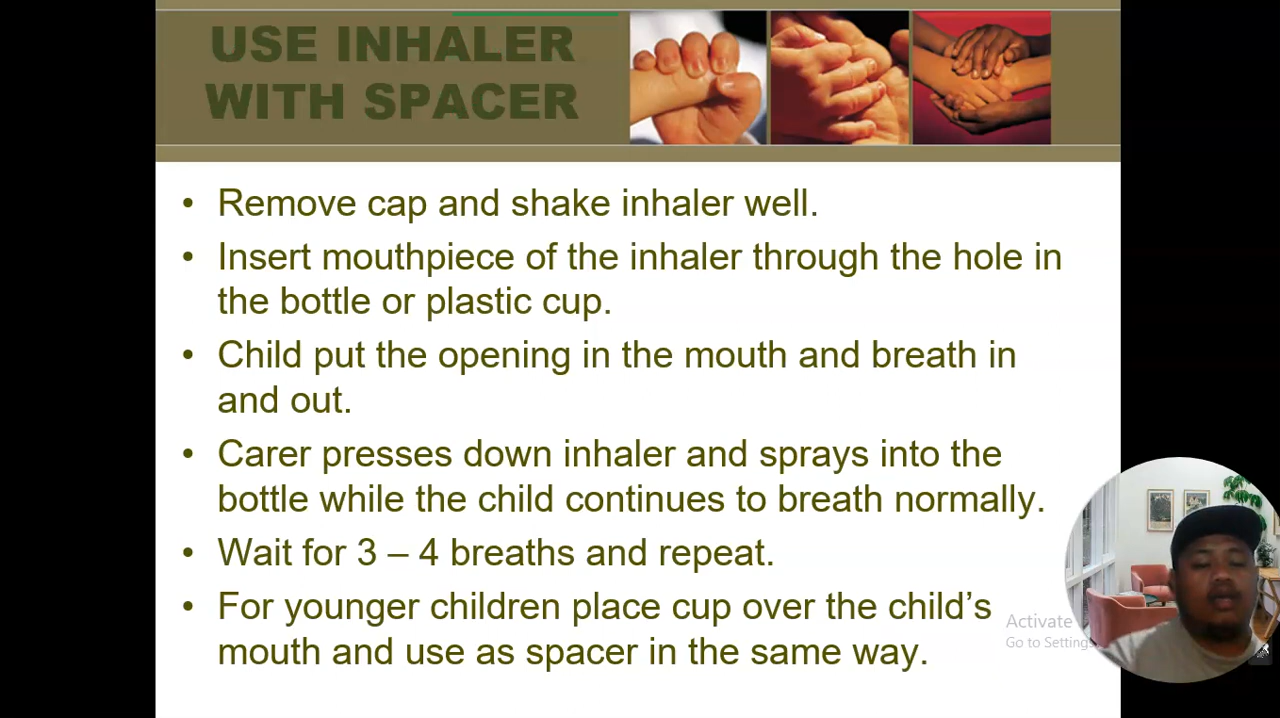 USE INHALER
WITH SPACER
• Remove cap and shake inhaler well.
• Insert mouthpiece of the inhaler through the hole in
the bottle or plastic cup.
• Child put the opening in the mouth and breath in
and out.
• Carer presses down inhaler and sprays into the
bottle while the child continues to breath normally.
• Wait for 3 – 4 breaths and repeat.
• For younger children place cup over the child’s
mouth and use as spacer in the same way.
Activate
Go to Settings